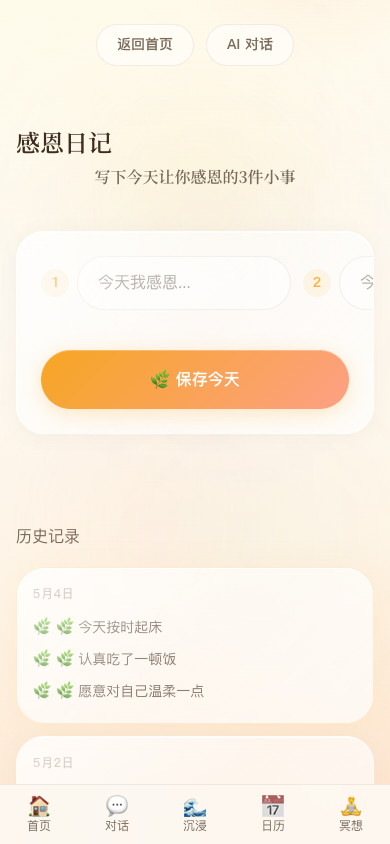 返回首页 AI 对话
感恩日记
写下今天让你感恩的3件小事
1 今天我感恩... 2 今
🌿 保存今天
历史记录
5月4日
🌿 🌿 今天按时起床
🌿 🌿 认真吃了一顿饭
🌿 🌿 愿意对自己温柔一点
5月2日
首页 对话 沉浸 日历 冥想